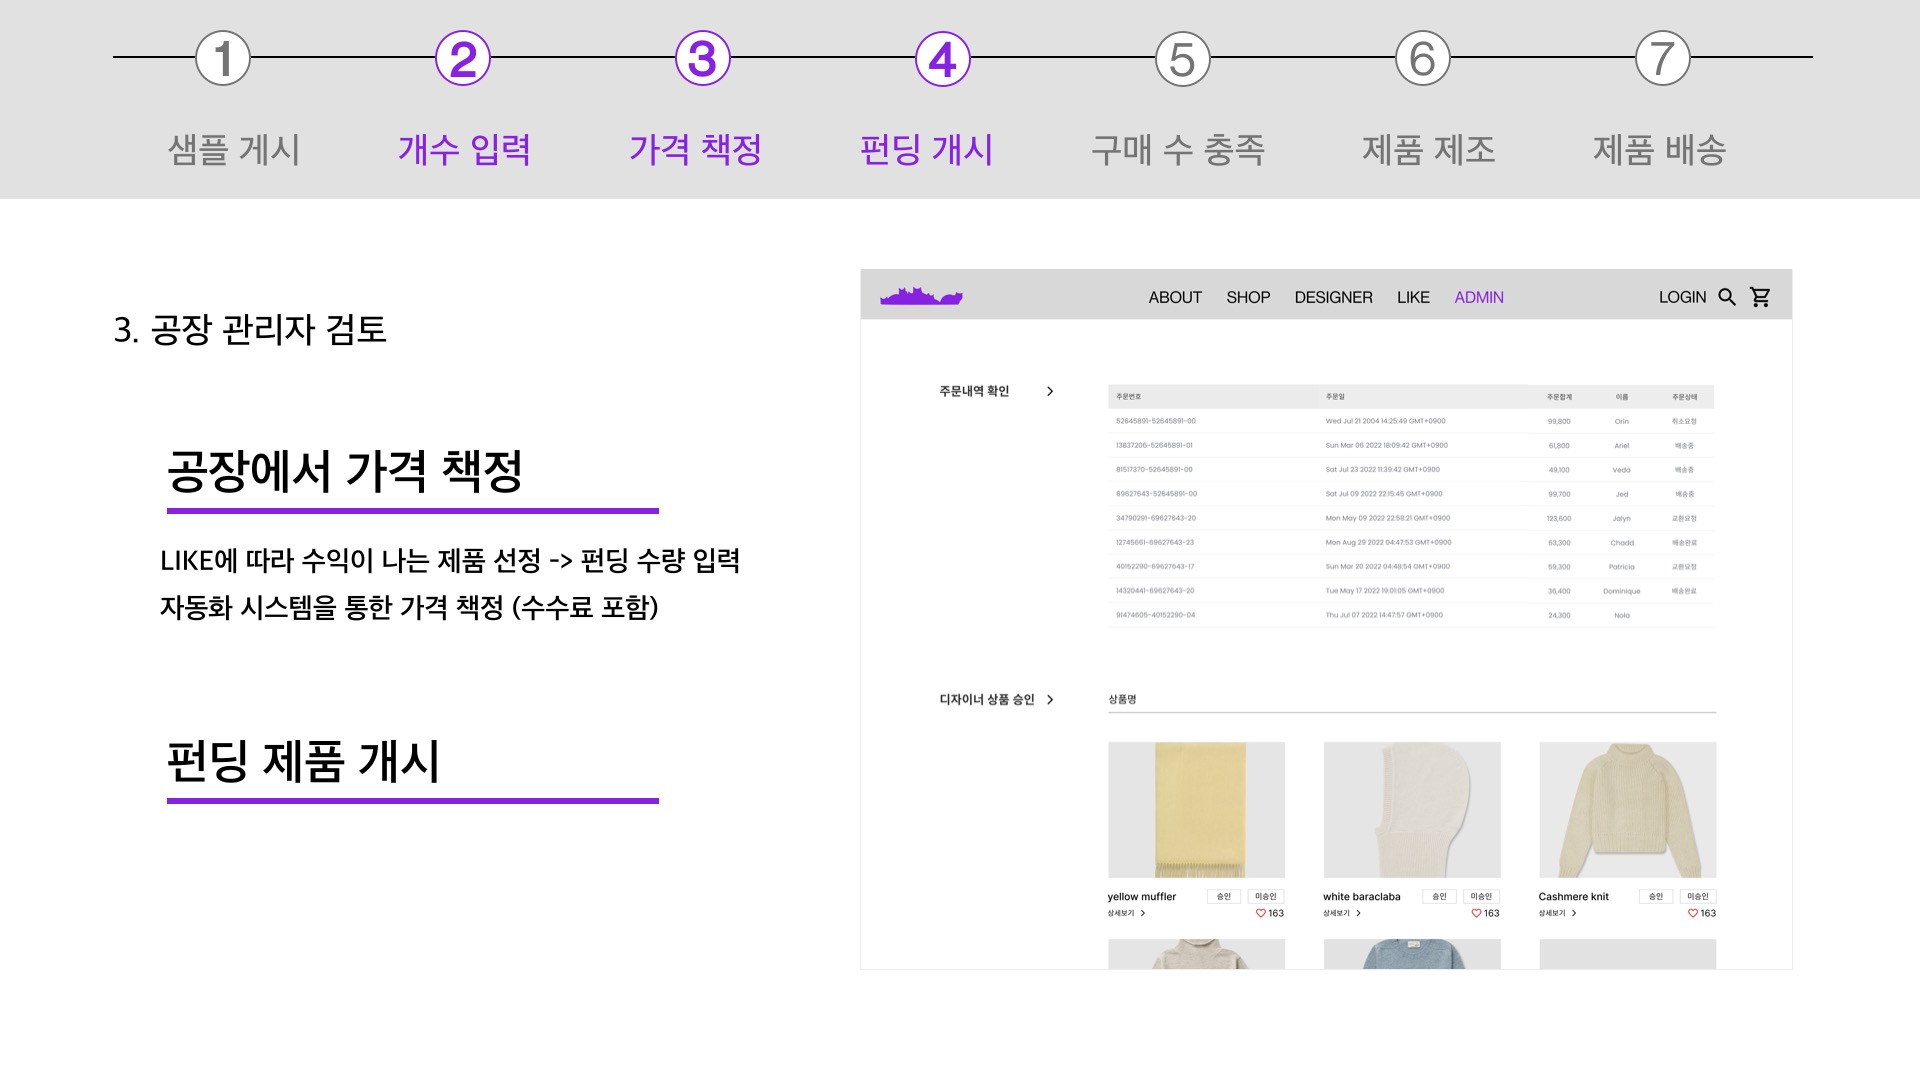 1 2 3 4 5 6 7
샘플 게시 개수 입력 가격 책정 펀딩 개시 구매 수 충족 제품 제조 제품 배송
3. 공장 관리자 검토
공장에서 가격 책정
LIKE에 따라 수익이 나는 제품 선정 -> 펀딩 수량 입력
자동화 시스템을 통한 가격 책정 (수수료 포함)
펀딩 제품 개시
ABOUT SHOP DESIGNER LIKE ADMIN LOGIN
주문내역 확인
주문번호 주문일 주문합계 이름 주문상태
52645891-52645891-00 Wed Jul 21 2004 14:25:49 GMT+0900 99,800 Orin 취소요청
13837206-52645891-01 Sun Mar 06 2022 18:09:42 GMT+0900 61,800 Ariel 배송중
81517370-52645891-00 Sat Jul 23 2022 11:39:42 GMT+0900 49,100 Veda 배송중
69627643-52645891-00 Sat Jul 09 2022 22:15:45 GMT+0900 99,700 Jed 배송중
34790291-69627643-20 Mon May 09 2022 22:58:21 GMT+0900 123,600 Jalyn 교환요청
12745661-69627643-23 Mon Aug 29 2022 04:47:53 GMT+0900 63,300 Chadd 배송완료
40152290-69627643-17 Sun Mar 20 2022 04:48:54 GMT+0900 59,300 Patricia 교환요청
14320441-69627643-20 Tue May 17 2022 19:01:05 GMT+0900 36,400 Dominique 배송완료
91474605-40152290-04 Thu Jul 07 2022 14:47:57 GMT+0900 24,300 Nola
디자이너 상품 승인
상품명
yellow muffler 승인 미승인
상세보기 163
white baraclaba 승인 미승인
상세보기 163
Cashmere knit 승인 미승인
상세보기 163